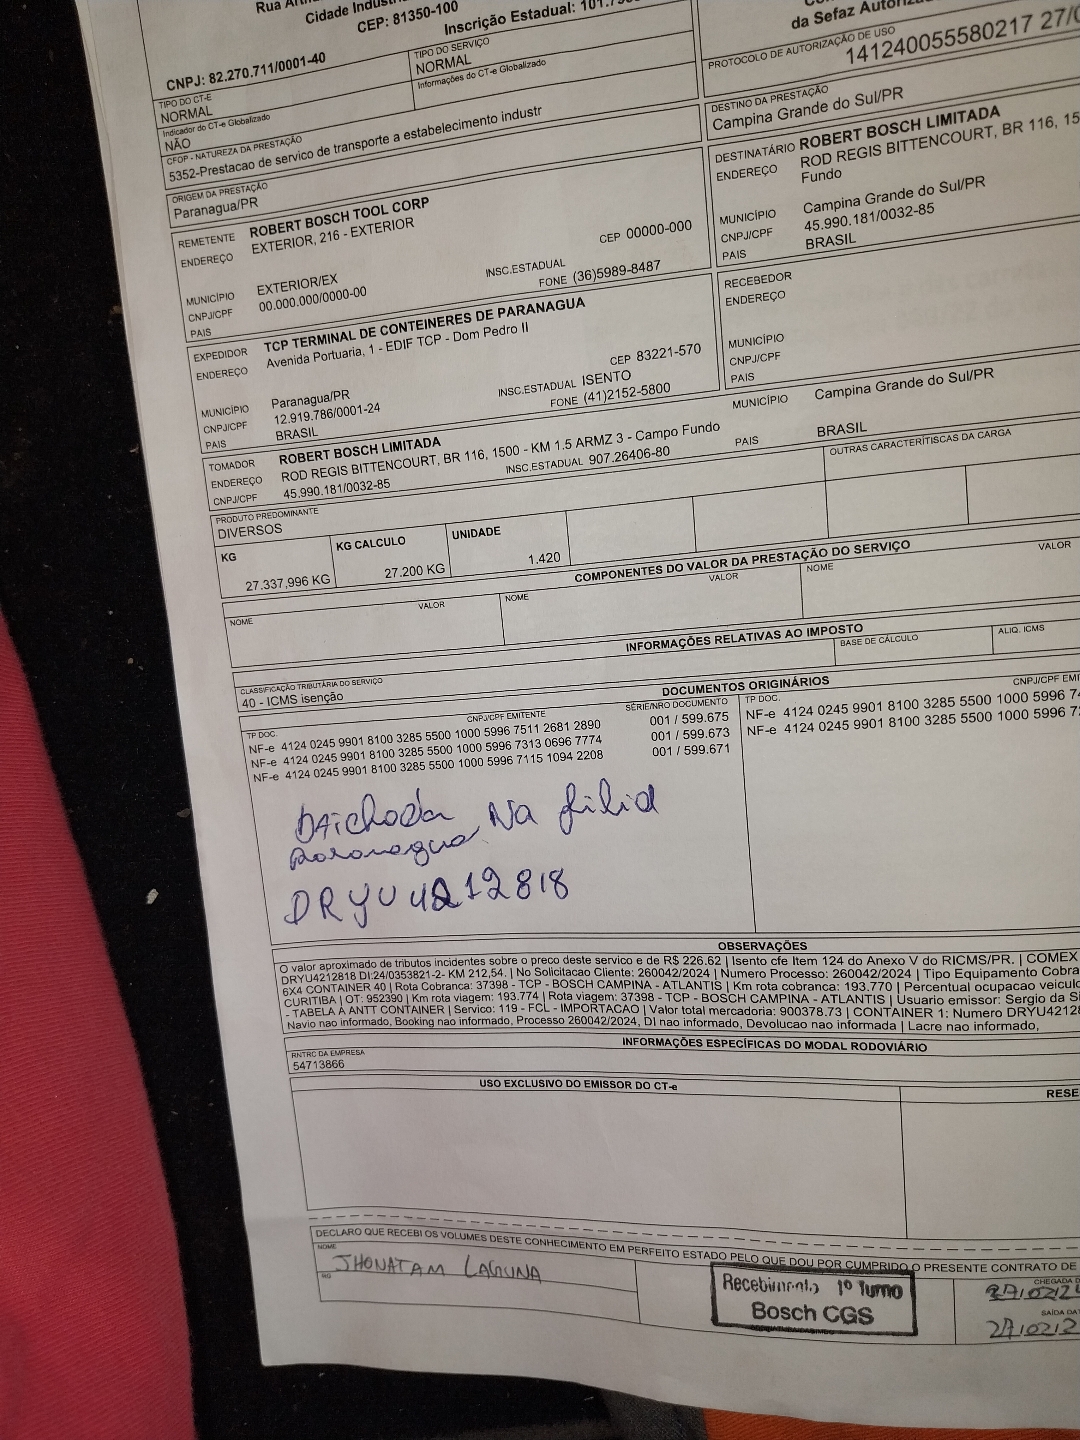 Cidade Indust
CEP: 81350-100
Inscrição Estadual: 101.7
CNPJ: 82.270.711/0001-40
da Sefaz Autoriz
PROTOCOLO DE AUTORIZAÇÃO DE USO
141240055580217 27/0
TIPO DO CT-E
NORMAL
TIPO DO SERVIÇO
NORMAL
Indicador do CT-e Globalizado
NÃO
Informações do CT-e Globalizado
CFOP - NATUREZA DA PRESTAÇÃO
5352-Prestacao de servico de transporte a estabelecimento industr
ORIGEM DA PRESTAÇÃO
Paranagua/PR
DESTINO DA PRESTAÇÃO
Campina Grande do Sul/PR
REMETENTE ROBERT BOSCH TOOL CORP
ENDEREÇO EXTERIOR, 216 - EXTERIOR
CEP 00000-000
MUNICÍPIO EXTERIOR/EX
INSC.ESTADUAL
CNPJ/CPF 00.000.000/0000-00
FONE (36)5989-8487
PAIS
DESTINATÁRIO ROBERT BOSCH LIMITADA
ENDEREÇO ROD REGIS BITTENCOURT, BR 116, 15
Fundo
MUNICÍPIO Campina Grande do Sul/PR
CNPJ/CPF 45.990.181/0032-85
PAIS BRASIL
EXPEDIDOR TCP TERMINAL DE CONTEINERES DE PARANAGUA
ENDEREÇO Avenida Portuaria, 1 - EDIF TCP - Dom Pedro II
CEP 83221-570
MUNICÍPIO Paranagua/PR
INSC.ESTADUAL ISENTO
CNPJ/CPF 12.919.786/0001-24
FONE (41)2152-5800
PAIS BRASIL
RECEBEDOR
ENDEREÇO
MUNICÍPIO
CNPJ/CPF
PAIS
TOMADOR ROBERT BOSCH LIMITADA
MUNICÍPIO Campina Grande do Sul/PR
ENDEREÇO ROD REGIS BITTENCOURT, BR 116, 1500 - KM 1.5 ARMZ 3 - Campo Fundo
PAIS BRASIL
CNPJ/CPF 45.990.181/0032-85
INSC.ESTADUAL 907.26406-80
PRODUTO PREDOMINANTE
DIVERSOS
OUTRAS CARACTERÍTISCAS DA CARGA
KG
27.337,996 KG
KG CALCULO
27.200 KG
UNIDADE
1.420
COMPONENTES DO VALOR DA PRESTAÇÃO DO SERVIÇO
NOME VALOR NOME VALOR NOME VALOR
INFORMAÇÕES RELATIVAS AO IMPOSTO
CLASSIFICAÇÃO TRIBUTÁRIA DO SERVIÇO
40 - ICMS isenção
BASE DE CÁLCULO
ALIQ. ICMS
DOCUMENTOS ORIGINÁRIOS
TP DOC. CNPJ/CPF EMITENTE SÉRIE/NRO DOCUMENTO TP DOC. CNPJ/CPF EMI
NF-e 4124 0245 9901 8100 3285 5500 1000 5996 7511 2681 2890 001 / 599.675
NF-e 4124 0245 9901 8100 3285 5500 1000 5996 7313 0696 7774 001 / 599.673
NF-e 4124 0245 9901 8100 3285 5500 1000 5996 7115 1094 2208 001 / 599.671
NF-e 4124 0245 9901 8100 3285 5500 1000 5996 7
NF-e 4124 0245 9901 8100 3285 5500 1000 5996 7
Na filial
DRYU4212818
OBSERVAÇÕES
O valor aproximado de tributos incidentes sobre o preco deste servico e de R$ 226.62 | Isento cfe Item 124 do Anexo V do RICMS/PR. | COMEX
DRYU4212818 DI:24/0353821-2- KM 212,54. | No Solicitacao Cliente: 260042/2024 | Numero Processo: 260042/2024 | Tipo Equipamento Cobra
6X4 CONTAINER 40 | Rota Cobranca: 37398 - TCP - BOSCH CAMPINA - ATLANTIS | Km rota cobranca: 193.770 | Percentual ocupacao veiculo
CURITIBA | OT: 952390 | Km rota viagem: 193.774 | Rota viagem: 37398 - TCP - BOSCH CAMPINA - ATLANTIS | Usuario emissor: Sergio da Si
- TABELA A ANTT CONTAINER | Servico: 119 - FCL - IMPORTACAO | Valor total mercadoria: 900378.73 | CONTAINER 1: Numero DRYU42128
Navio nao informado, Booking nao informado, Processo 260042/2024, DI nao informado, Devolucao nao informada | Lacre nao informado,
INFORMAÇÕES ESPECÍFICAS DO MODAL RODOVIÁRIO
RNTRC DA EMPRESA
54713866
USO EXCLUSIVO DO EMISSOR DO CT-e
RESE
DECLARO QUE RECEBI OS VOLUMES DESTE CONHECIMENTO EM PERFEITO ESTADO PELO QUE DOU POR CUMPRIDO O PRESENTE CONTRATO DE
NOME
JHONATAM LAGUNA
RG
Recebimento 1º Turno
Bosch CGS
CHEGADA D
27/02/2
SAÍDA DA
27/02/2